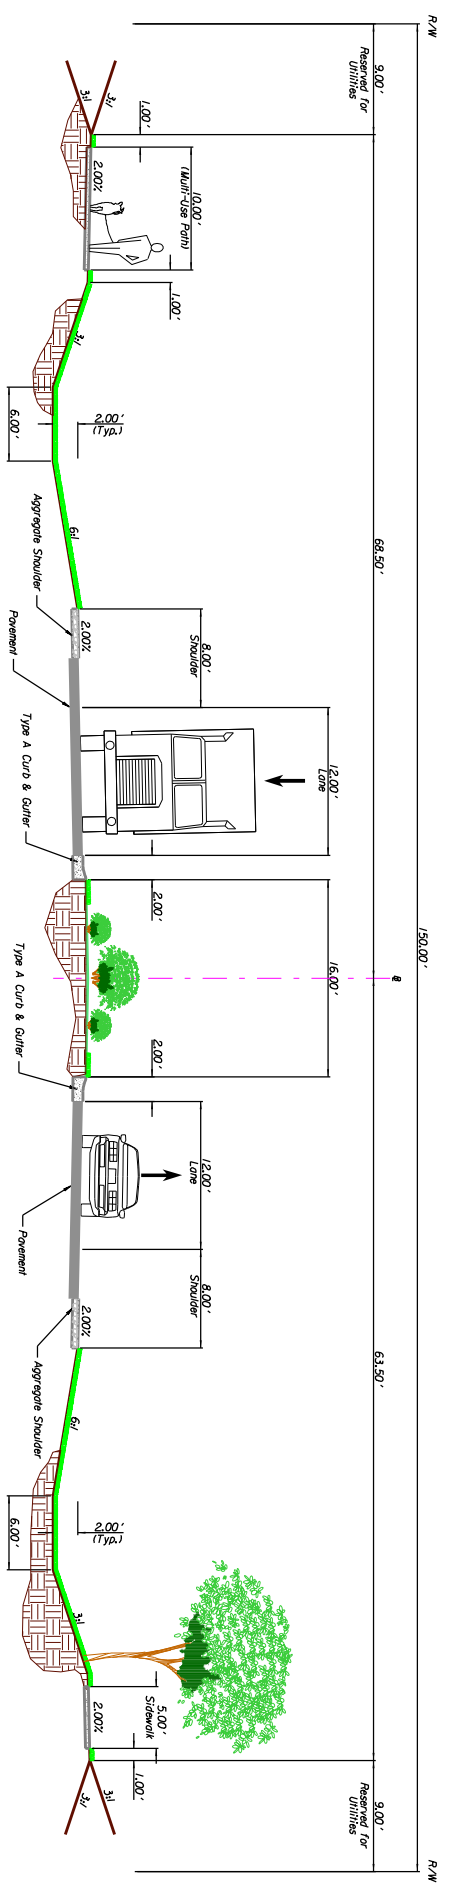 R/W
R/W
150.00'
9.00'
Reserved for
Utilities
68.50'
℄
63.50'
9.00'
Reserved for
Utilities
12.00'
Lane
16.00'
1.00'
10.00'
(Multi-Use Path)
1.00'
8.00'
Shoulder
2.00'
2.00'
12.00'
Lane
8.00'
Shoulder
5.00'
Sidewalk
1.00'
3:1
3:1
2.00%
3:1
2.00'
(Typ.)
6:1
2.00%
2.00%
6:1
2.00'
(Typ.)
3:1
2.00%
3:1
3:1
6.00'
Aggregate Shoulder
Pavement
Type A Curb & Gutter
Type A Curb & Gutter
Pavement
Aggregate Shoulder
6.00'